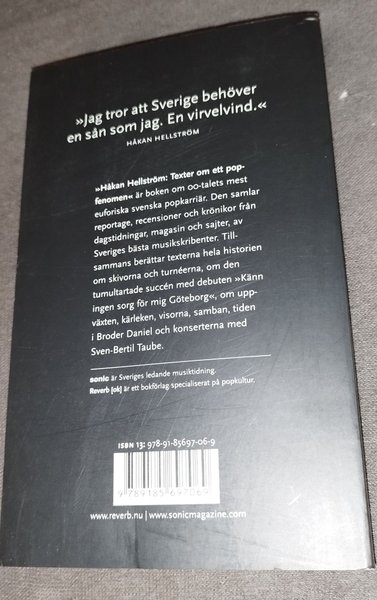 »Jag tror att Sverige behöver
en sån som jag. En virvelvind.«
HÅKAN HELLSTRÖM
»Håkan Hellström: Texter om ett pop-
fenomen« är boken om 00-talets mest
euforiska svenska popkarriär. Den samlar
reportage, recensioner och krönikor från
dagstidningar, magasin och sajter, av
Sveriges bästa musikskribenter. Till-
sammans berättar texterna hela historien
om skivorna och turnéerna, om den
tumultartade succén med debuten »Känn
ingen sorg för mig Göteborg«, om upp-
växten, kärleken, visorna, samban, tiden
i Broder Daniel och konserterna med
Sven-Bertil Taube.
sonic är Sveriges ledande musiktidning.
Reverb [ok] är ett bokförlag specialiserat på popkultur.
ISBN 13: 978-91-85697-06-9
9 789185 697069
www.reverb.nu | www.sonicmagazine.com